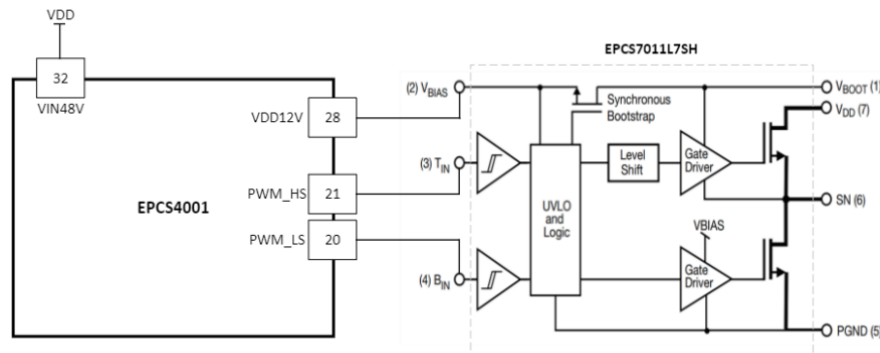 VDD
32
VIN48V
EPCS4001
VDD12V
28
PWM_HS
21
PWM_LS
20
EPCS7011L7SH
(2) VBIAS
(3) TIN
(4) BIN
Synchronous
Bootstrap
UVLO
and
Logic
Level
Shift
Gate
Driver
VBIAS
Gate
Driver
VBOOT (1)
VDD (7)
SN (6)
PGND (5)